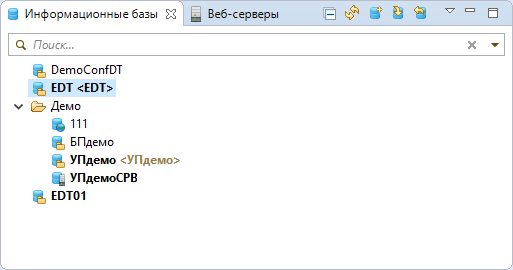 Информационные базы Веб-серверы
Поиск...
DemoConfDT
EDT <EDT>
Демо
111
БПдемо
УПдемо <УПдемо>
УПдемоСРВ
EDT01